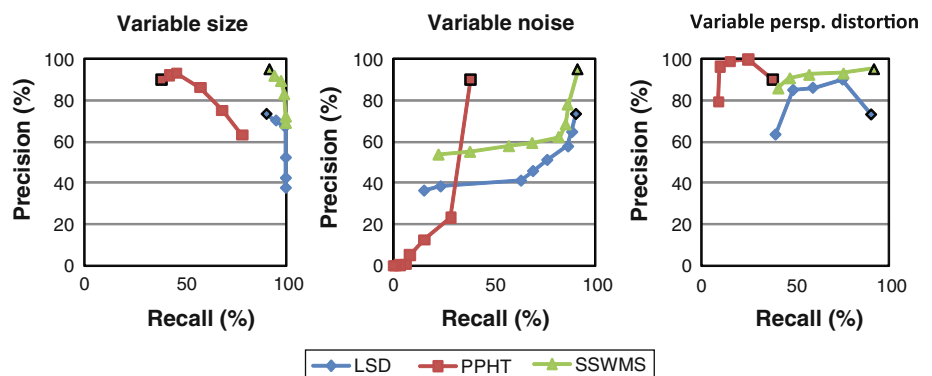 Variable size
Variable noise
Variable persp. distortion
Precision (%)
100
80
60
40
20
0
0
50
100
Recall (%)
Precision (%)
100
80
60
40
20
0
0
50
100
Recall (%)
Precision (%)
100
80
60
40
20
0
0
50
100
Recall (%)
LSD
PPHT
SSWMS